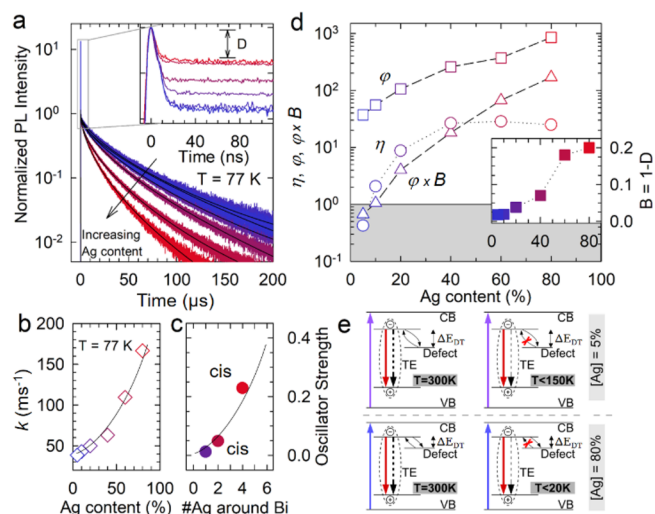 a
Normalized PL Intensity
10¹
10⁰
10⁻¹
10⁻²
D
0 20 40 60 80 100
Time (ns)
T = 77 K
Increasing
Ag content
0 50 100 150 200
Time (µs)
b
k (ms⁻¹)
200
150
100
50
0
T = 77 K
0 50 100
Ag content (%)
c
cis
cis
0.4
0.2
0.0
Oscillator Strength
0 2 4 6
#Ag around Bi
d
η, φ, φ x B
10³
10²
10¹
10⁰
10⁻¹
φ
η
φ x B
0.2
0.1
0.0
B = 1-D
0 40 80
0 20 40 60 80 100
Ag content (%)
e
CB CB
ΔE_DT ΔE_DT
Defect Defect
TE TE
T=300K T<150K
VB VB
[Ag] = 5%
CB CB
ΔE_DT ΔE_DT
Defect Defect
TE TE
T=300K T<20K
VB VB
[Ag] = 80%